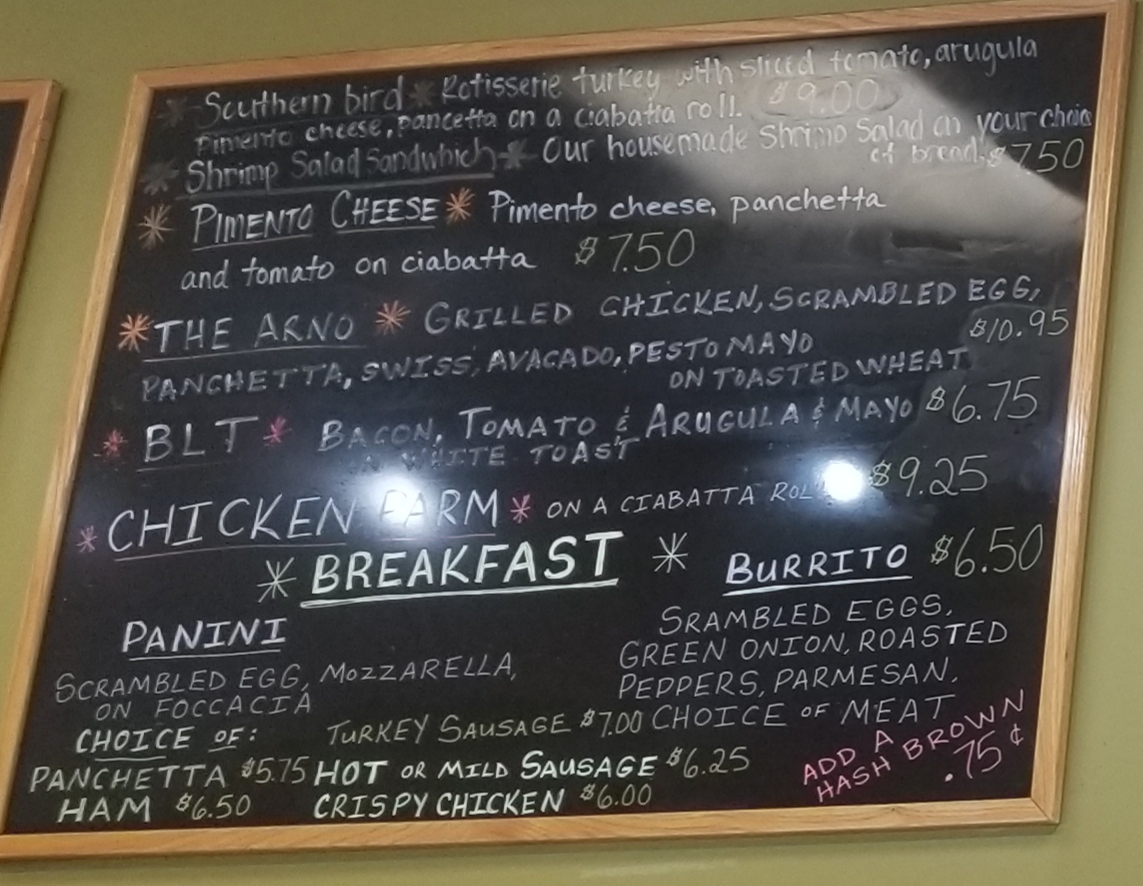 Southern bird * Rotisserie turkey with sliced tomato, arugula
Pimento cheese, pancetta on a ciabatta roll. $9.00
Shrimp Salad Sandwhich * Our housemade Shrimp Salad on your choice
of bread. $7.50
* PIMENTO CHEESE * Pimento cheese, panchetta
and tomato on ciabatta $7.50
* THE ARNO * GRILLED CHICKEN, SCRAMBLED EGG,
$10.95
PANCHETTA, SWISS, AVACADO, PESTO MAYO
ON TOASTED WHEAT
* BLT * BACON, TOMATO & ARUGULA & MAYO $6.75
WHITE TOAST
* CHICKEN PARM * ON A CIABATTA ROLL $9.25
* BREAKFAST *
BURRITO $6.50
SRAMBLED EGGS,
GREEN ONION, ROASTED
PEPPERS, PARMESAN,
CHOICE OF MEAT
PANINI
SCRAMBLED EGG, MOZZARELLA,
ON FOCCACIA
CHOICE OF:
TURKEY SAUSAGE $7.00
PANCHETTA $5.75 HOT OR MILD SAUSAGE $6.25
HAM $6.50 CRISPY CHICKEN $6.00
ADD A
HASH BROWN
.75¢